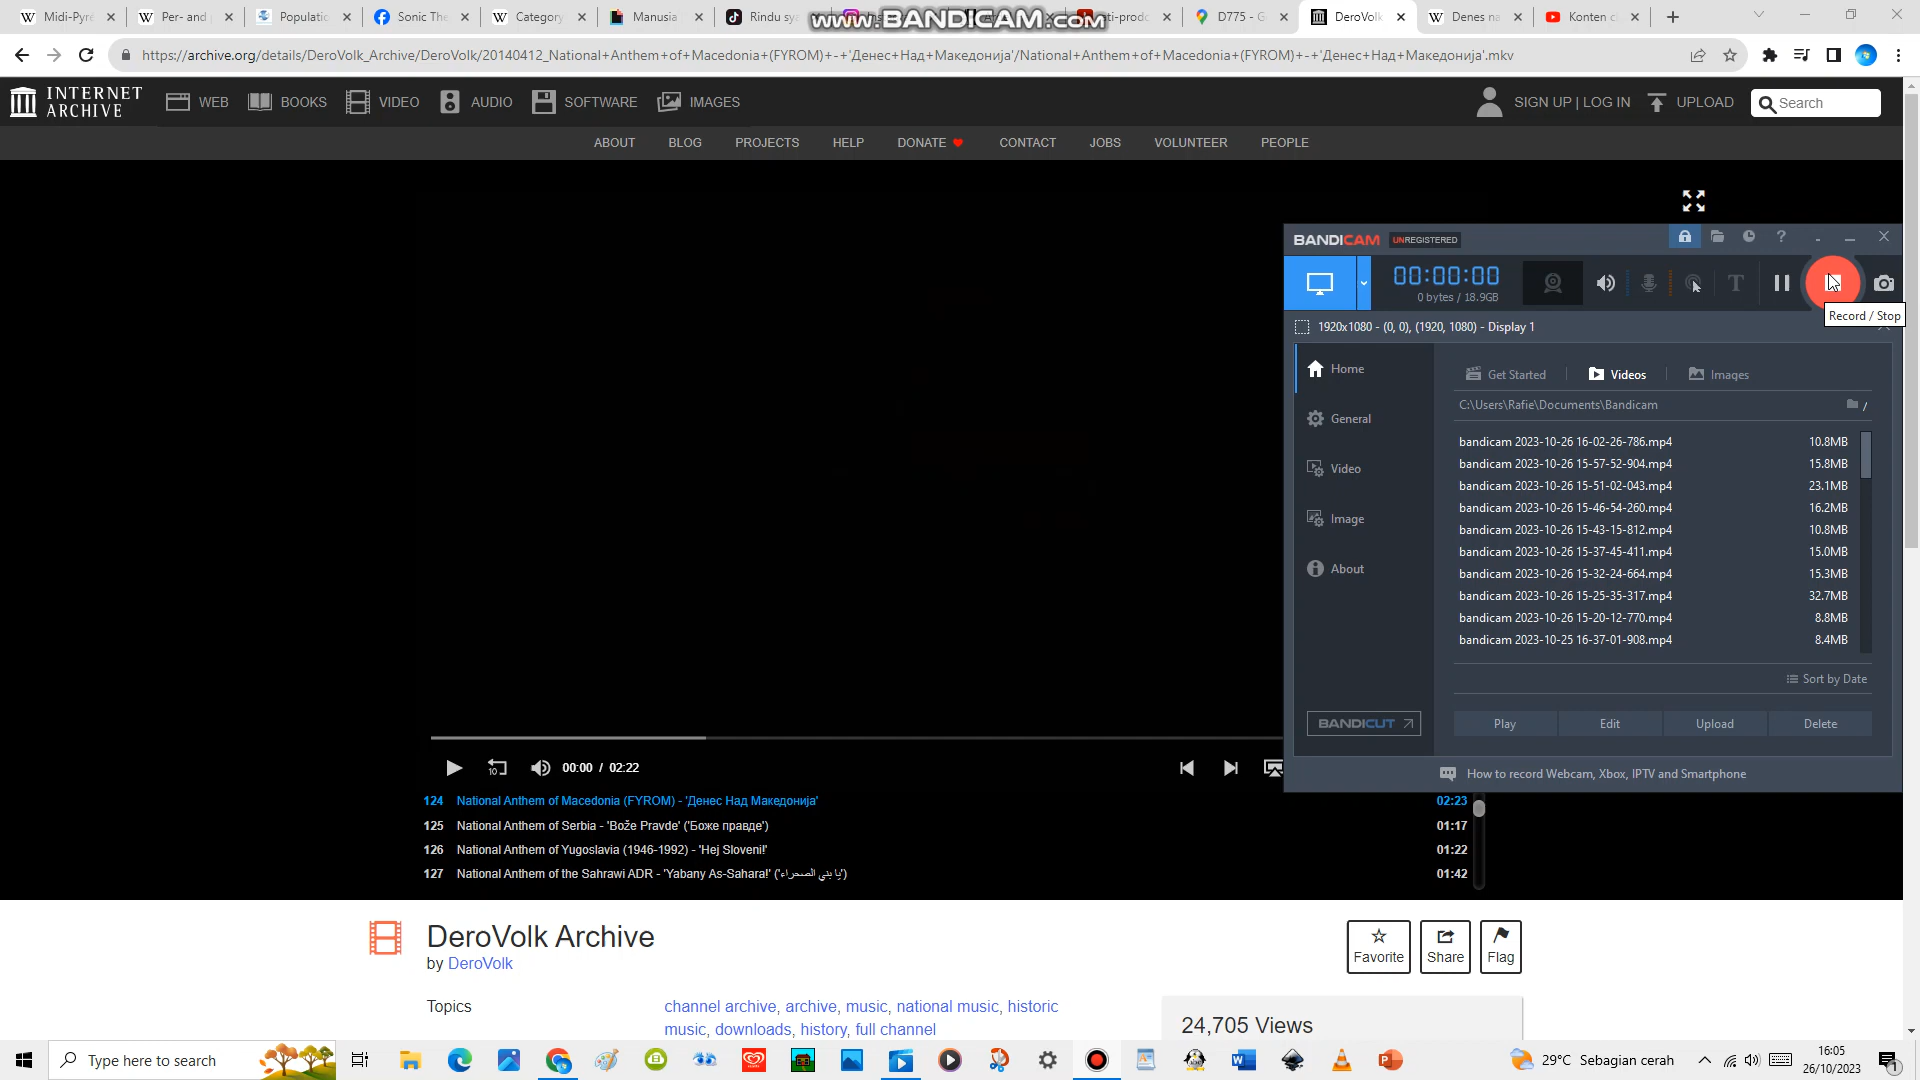 Midi-Pyré
Per- and
Populatio
Sonic The
Category
Manusia
Rindu sy
D775 - G
DeroVolk
Denes na
Konten c
www.BANDICAM.com
https://archive.org/details/DeroVolk_Archive/DeroVolk/20140412_National+Anthem+of+Macedonia+(FYROM)+-+'Денес+Над+Македонија'/National+Anthem+of+Macedonia+(FYROM)+-+'Денес+Над+Македонија'.mkv
INTERNET ARCHIVE
WEB BOOKS VIDEO AUDIO SOFTWARE IMAGES
SIGN UP | LOG IN UPLOAD Search
ABOUT BLOG PROJECTS HELP DONATE CONTACT JOBS VOLUNTEER PEOPLE
BANDICAM UNREGISTERED
00:00:00
0 bytes / 18.9GB
Record / Stop
1920x1080 - (0, 0), (1920, 1080) - Display 1
Home
General
Video
Image
About
Get Started Videos Images
C:\Users\Rafie\Documents\Bandicam
bandicam 2023-10-26 16-02-26-786.mp4 10.8MB
bandicam 2023-10-26 15-57-52-904.mp4 15.8MB
bandicam 2023-10-26 15-51-02-043.mp4 23.1MB
bandicam 2023-10-26 15-46-54-260.mp4 16.2MB
bandicam 2023-10-26 15-43-15-812.mp4 10.8MB
bandicam 2023-10-26 15-37-45-411.mp4 15.0MB
bandicam 2023-10-26 15-32-24-664.mp4 15.3MB
bandicam 2023-10-26 15-25-35-317.mp4 32.7MB
bandicam 2023-10-26 15-20-12-770.mp4 8.8MB
bandicam 2023-10-25 16-37-01-908.mp4 8.4MB
Sort by Date
BANDICUT
Play Edit Upload Delete
How to record Webcam, Xbox, IPTV and Smartphone
10 00:00 / 02:22
124 National Anthem of Macedonia (FYROM) - 'Денес Над Македонија' 02:23
125 National Anthem of Serbia - 'Bože Pravde' ('Боже правде') 01:17
126 National Anthem of Yugoslavia (1946-1992) - 'Hej Sloveni!' 01:22
127 National Anthem of the Sahrawi ADR - 'Yabany As-Sahara!' ('يا بني الصحراء') 01:42
DeroVolk Archive
by DeroVolk
Favorite Share Flag
Topics
channel archive, archive, music, national music, historic
music, downloads, history, full channel
24,705 Views
Type here to search
29°C Sebagian cerah
16:05
26/10/2023
1